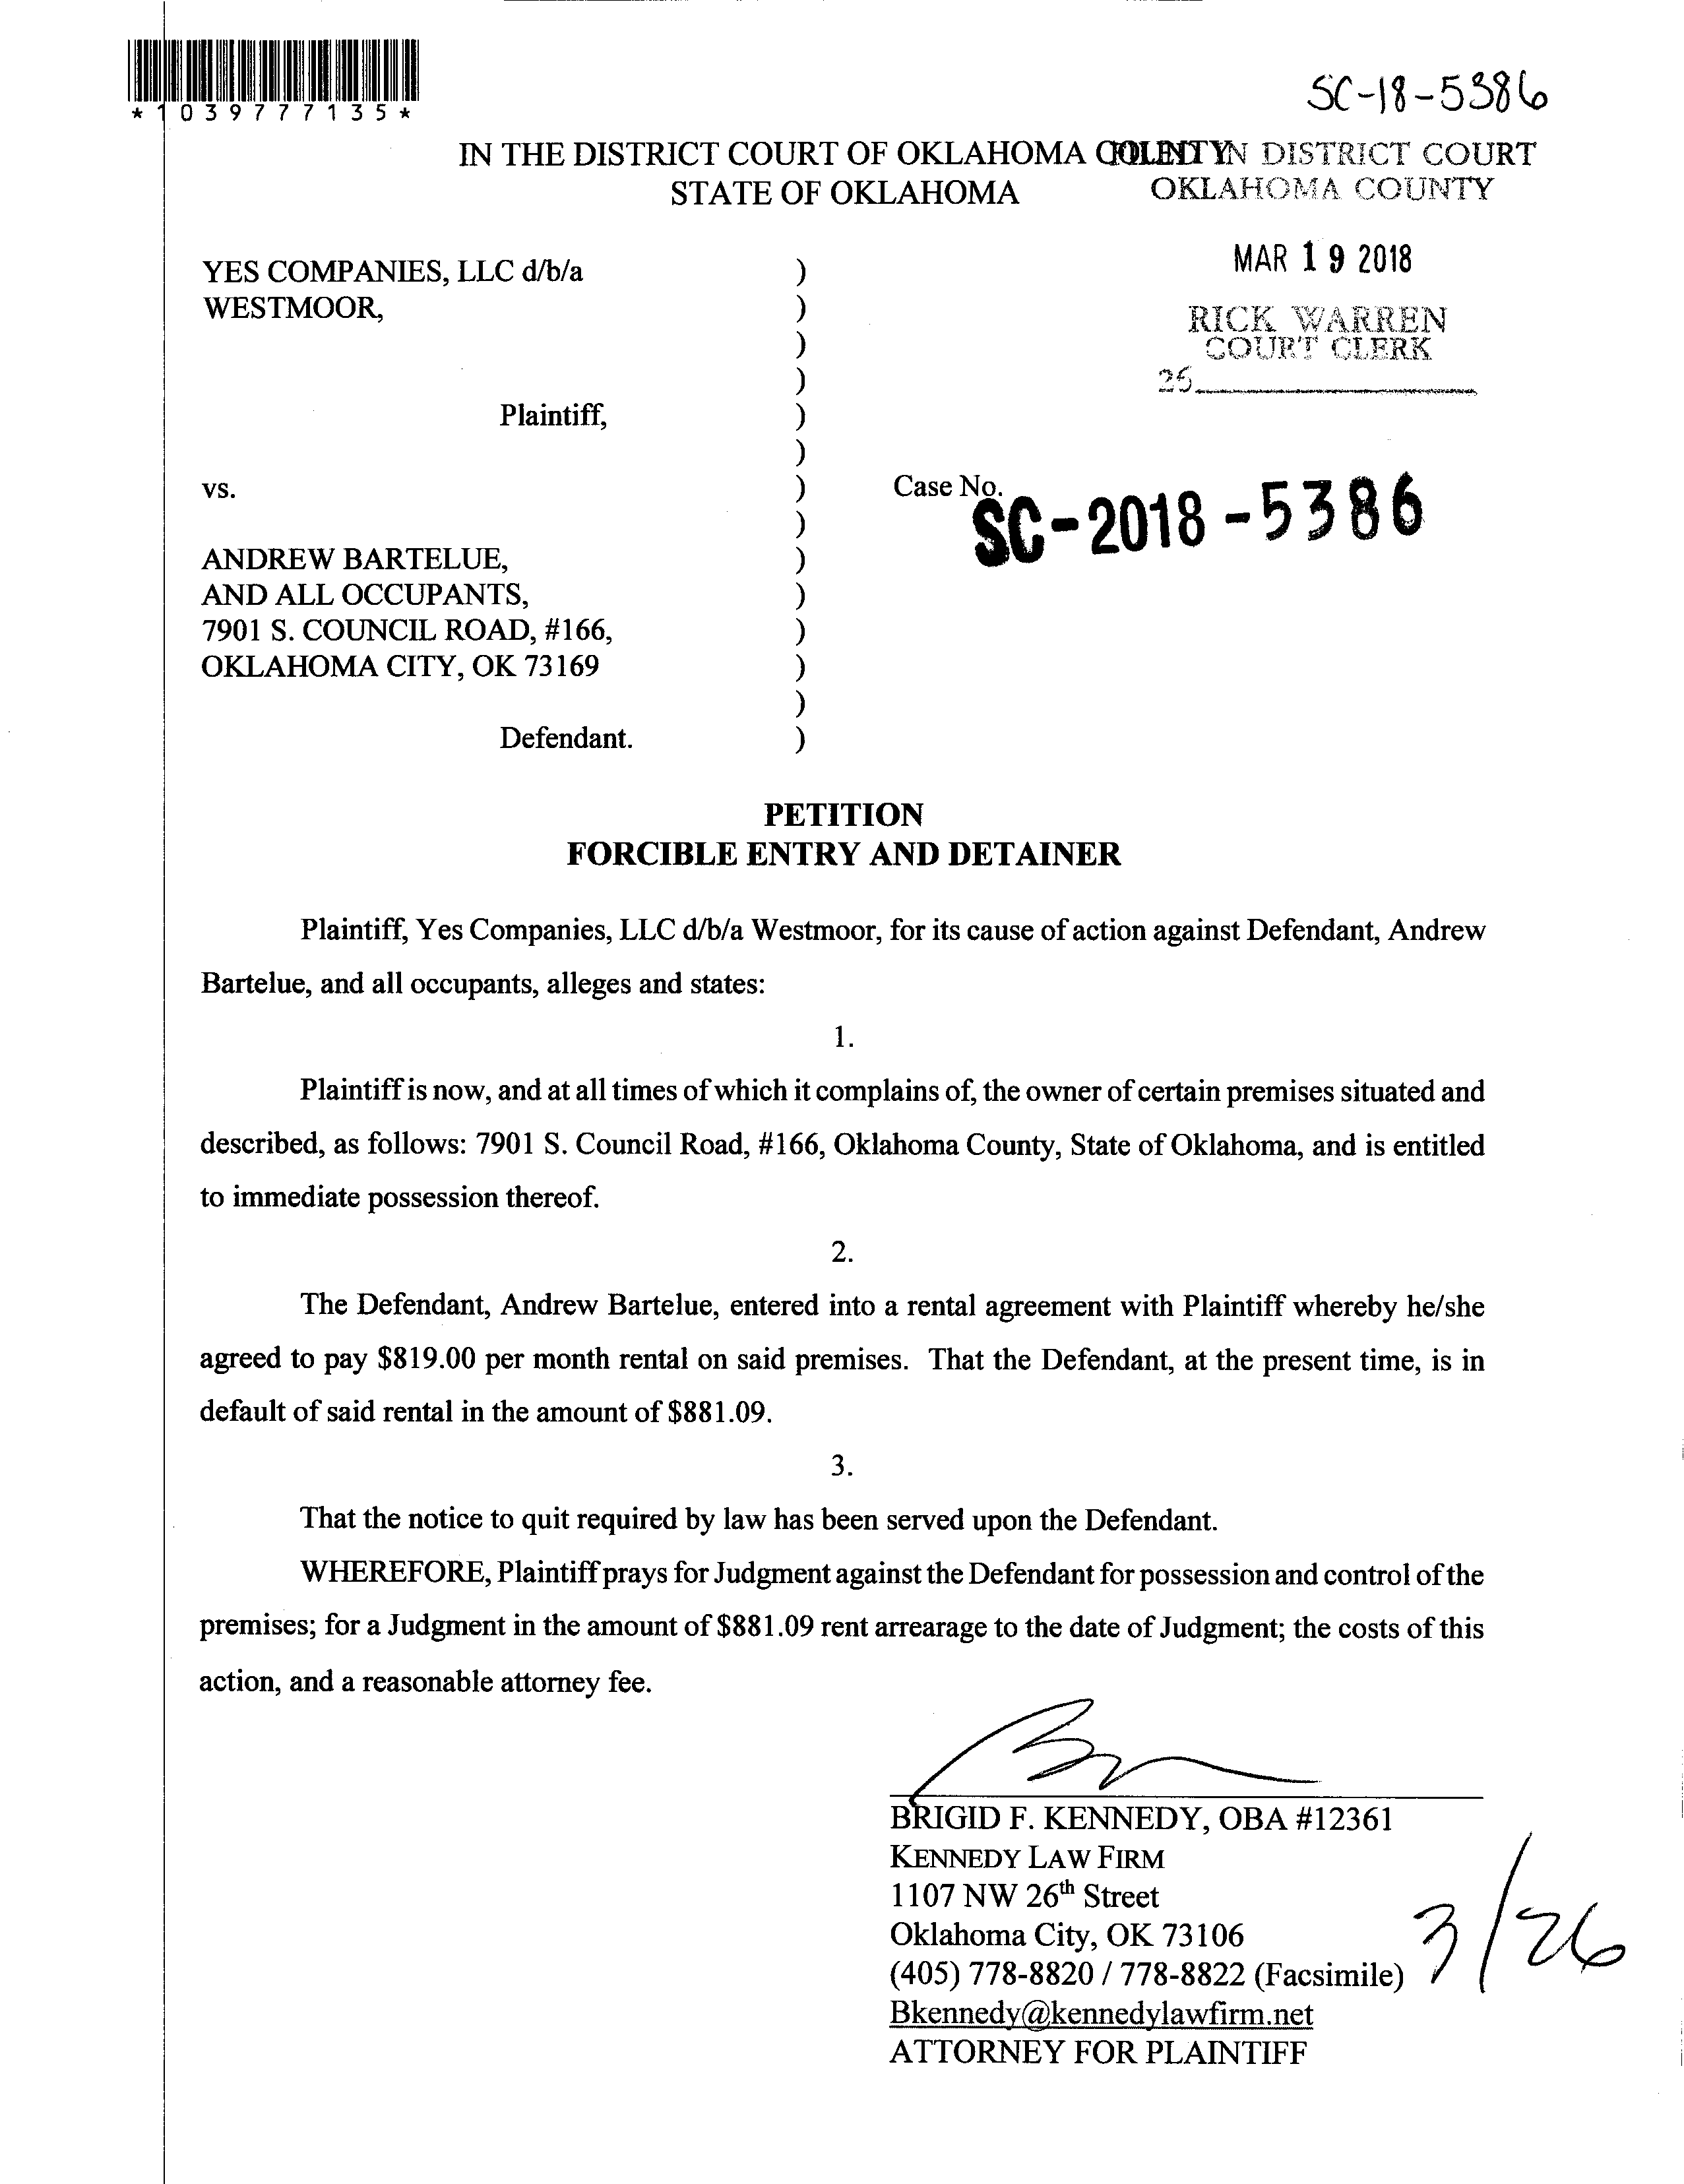 *1039777135*
SC-18-5386
IN THE DISTRICT COURT OF OKLAHOMA COUNTY
STATE OF OKLAHOMA
FILED IN DISTRICT COURT
OKLAHOMA COUNTY
MAR 19 2018
RICK WARREN
COURT CLERK
25
YES COMPANIES, LLC d/b/a )
WESTMOOR, )
)
)
Plaintiff, )
)
vs. ) Case No. SC-2018-5386
)
ANDREW BARTELUE, )
AND ALL OCCUPANTS, )
7901 S. COUNCIL ROAD, #166, )
OKLAHOMA CITY, OK 73169 )
)
Defendant. )
PETITION
FORCIBLE ENTRY AND DETAINER
Plaintiff, Yes Companies, LLC d/b/a Westmoor, for its cause of action against Defendant, Andrew
Bartelue, and all occupants, alleges and states:
1.
Plaintiff is now, and at all times of which it complains of, the owner of certain premises situated and
described, as follows: 7901 S. Council Road, #166, Oklahoma County, State of Oklahoma, and is entitled
to immediate possession thereof.
2.
The Defendant, Andrew Bartelue, entered into a rental agreement with Plaintiff whereby he/she
agreed to pay $819.00 per month rental on said premises. That the Defendant, at the present time, is in
default of said rental in the amount of $881.09.
3.
That the notice to quit required by law has been served upon the Defendant.
WHEREFORE, Plaintiff prays for Judgment against the Defendant for possession and control of the
premises; for a Judgment in the amount of $881.09 rent arrearage to the date of Judgment; the costs of this
action, and a reasonable attorney fee.
BRIGID F. KENNEDY, OBA #12361
KENNEDY LAW FIRM
1107 NW 26th Street
Oklahoma City, OK 73106
(405) 778-8820 / 778-8822 (Facsimile)
Bkennedy@kennedylawfirm.net
ATTORNEY FOR PLAINTIFF
3/26